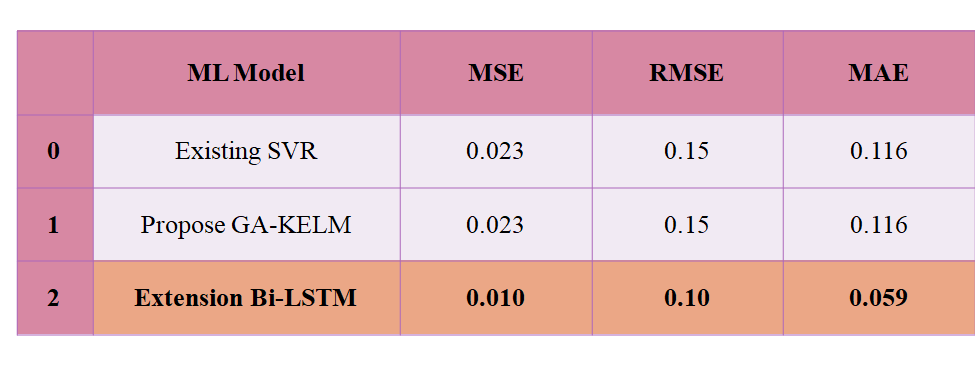 ML Model MSE RMSE MAE
0 Existing SVR 0.023 0.15 0.116
1 Propose GA-KELM 0.023 0.15 0.116
2 Extension Bi-LSTM 0.010 0.10 0.059